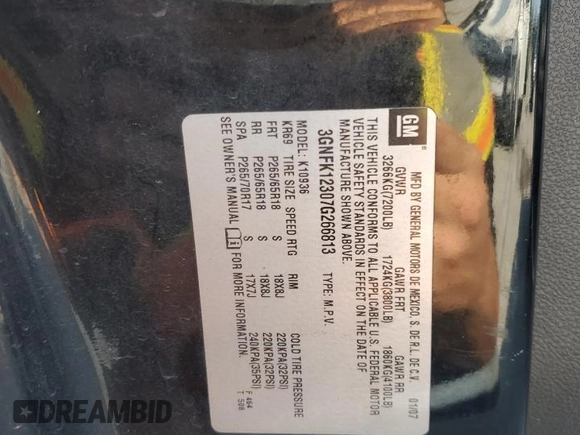 GM®
MFD BY GENERAL MOTORS DE MEXICO, S. DE R.L. DE C.V. 01/07
GVWR GAWR FRT GAWR RR
3266KG(7200LB) 1724KG(3800LB) 1860KG(4100LB)
THIS VEHICLE CONFORMS TO ALL APPLICABLE U.S. FEDERAL MOTOR
VEHICLE SAFETY STANDARDS IN EFFECT ON THE DATE OF
MANUFACTURE SHOWN ABOVE.
3GNFK12307G266813 TYPE: M.P.V.
MODEL: K10936
KR69 TIRE SIZE SPEED RTG RIM COLD TIRE PRESSURE
FRT P265/65R18 S 18X8J 220KPA(32PSI)
RR P265/65R18 S 18X8J 220KPA(32PSI)
SPA P265/70R17 S 17X7J 240KPA(35PSI)
SEE OWNER'S MANUAL FOR MORE INFORMATION.
F 464
T 508
DREAMBID